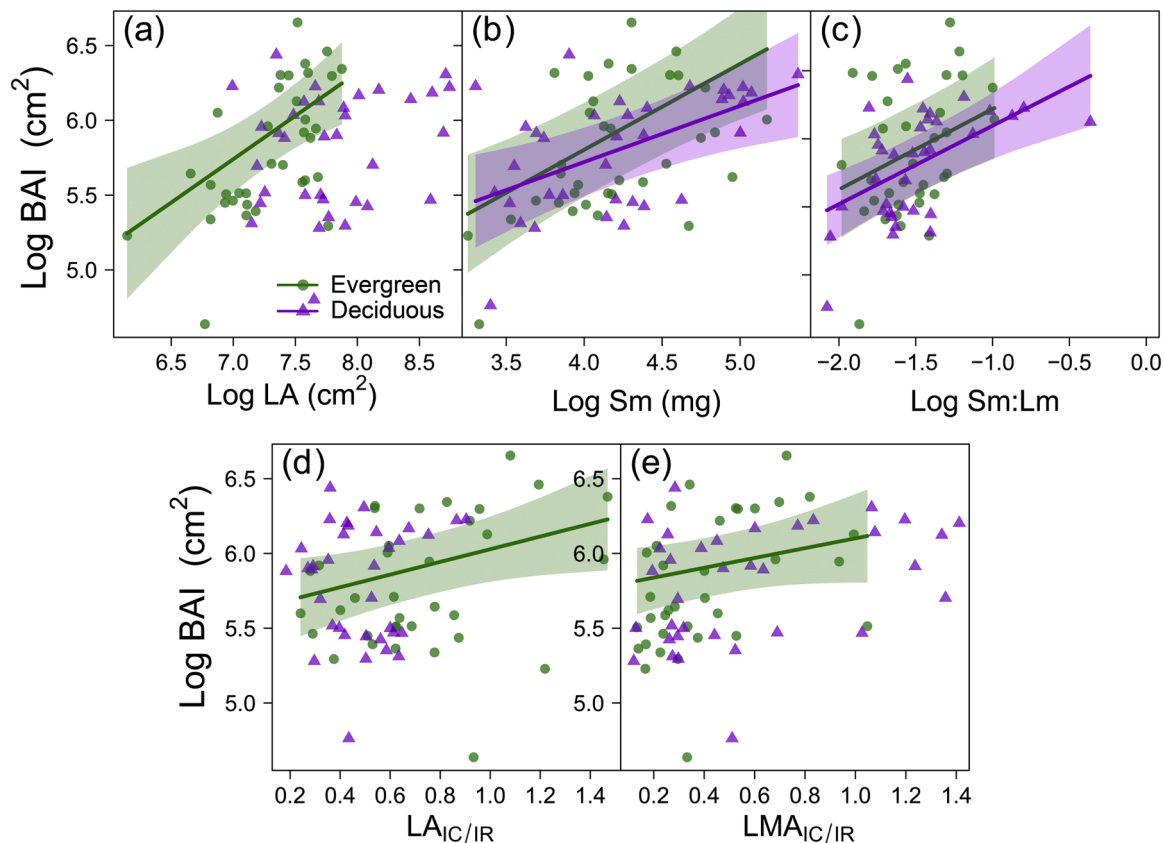 (a) (b) (c)
Log BAI (cm²)
6.5
6.0
5.5
5.0
Evergreen
Deciduous
6.5 7.0 7.5 8.0 8.5
3.5 4.0 4.5 5.0
−2.0 −1.5 −1.0 −0.5 0.0
Log LA (cm²) Log Sm (mg) Log Sm:Lm
(d) (e)
Log BAI (cm²)
6.5 6.5
6.0 6.0
5.5 5.5
5.0 5.0
0.2 0.4 0.6 0.8 1.0 1.2 1.4
0.2 0.4 0.6 0.8 1.0 1.2 1.4
LA IC/IR LMA IC/IR